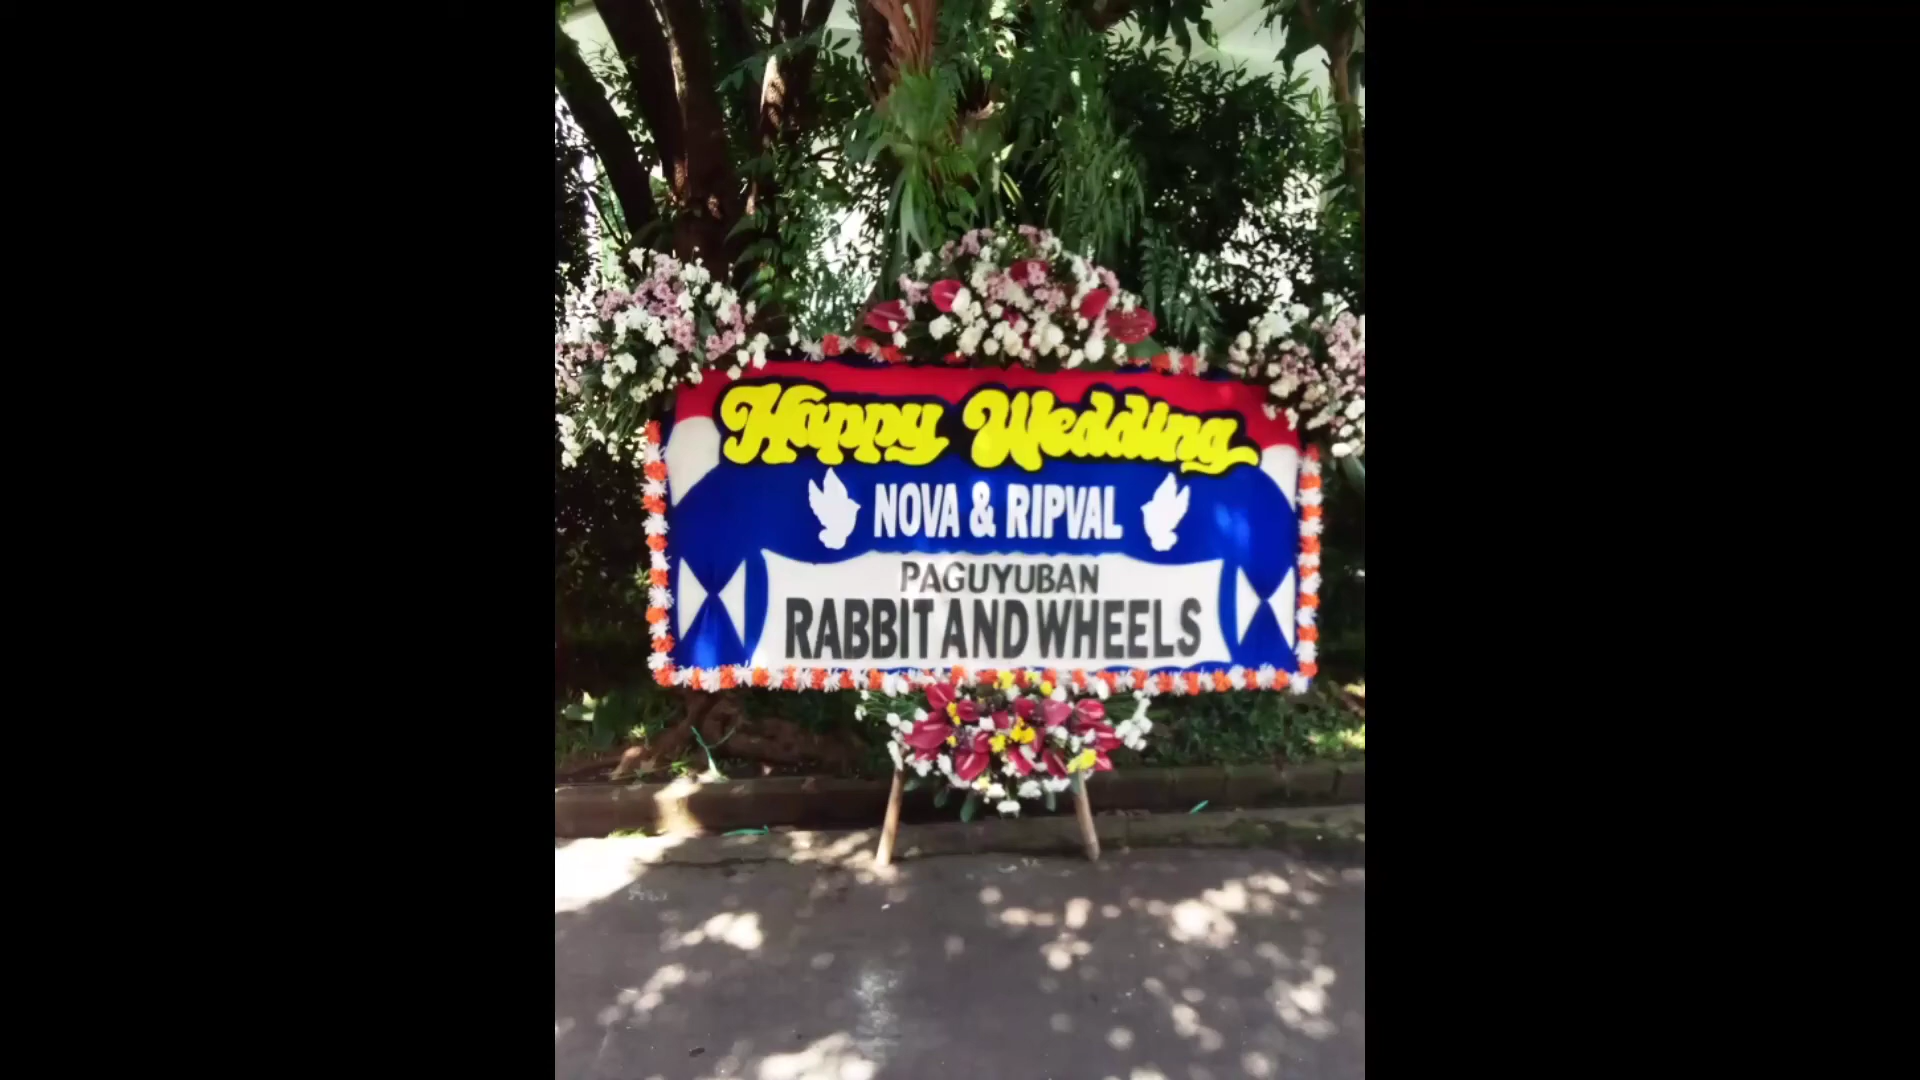 Happy Wedding
NOVA & RIPVAL
PAGUYUBAN
RABBIT AND WHEELS